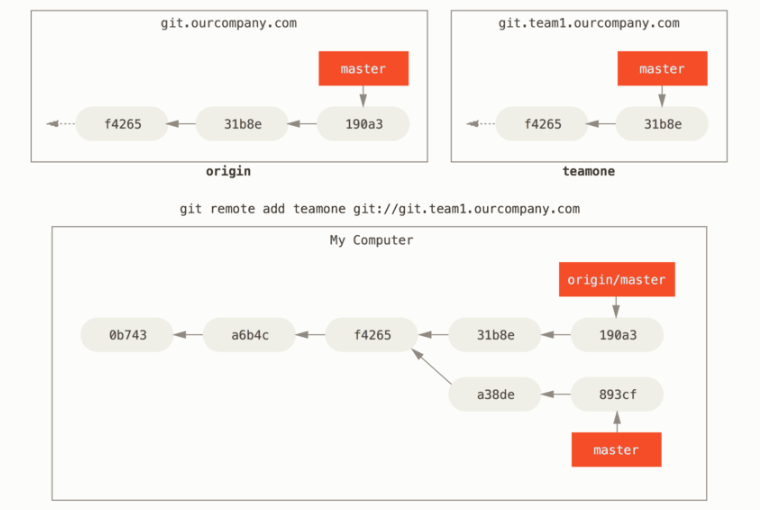 git.ourcompany.com
master
f4265
31b8e
190a3
origin
git.team1.ourcompany.com
master
f4265
31b8e
teamone
git remote add teamone git://git.team1.ourcompany.com
My Computer
origin/master
0b743
a6b4c
f4265
31b8e
190a3
a38de
893cf
master